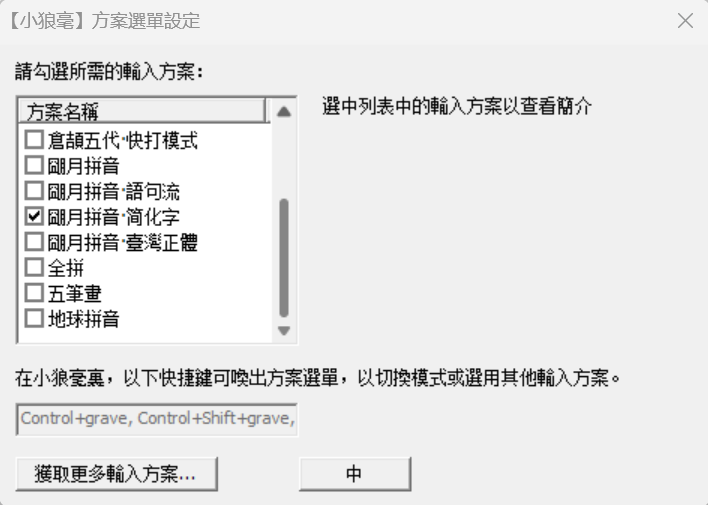 【小狼毫】方案選單設定
請勾選所需的輸入方案：
方案名稱
選中列表中的輸入方案以查看簡介
倉頡五代·快打模式
朙月拼音
朙月拼音·語句流
朙月拼音·简化字
朙月拼音·臺灣正體
全拼
五筆畫
地球拼音
在小狼毫裏，以下快捷鍵可喚出方案選單，以切換模式或選用其他輸入方案。
Control+grave, Control+Shift+grave,
獲取更多輸入方案...
中